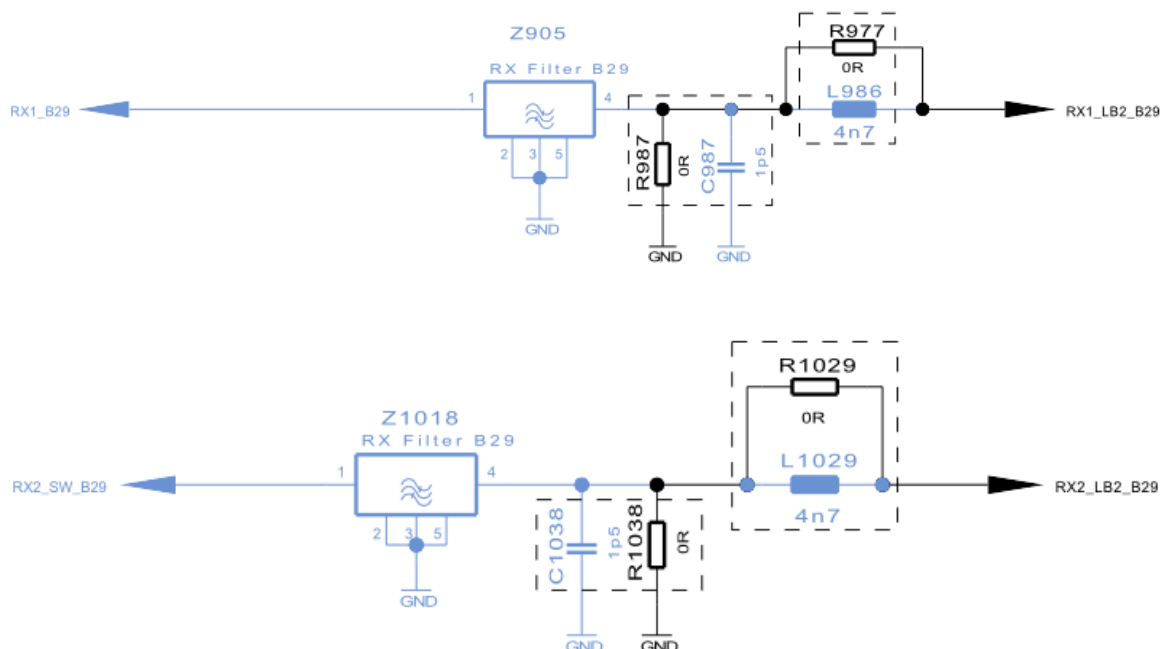 Z905
RX Filter B29
RX1_B29
1
4
2
3
5
GND
R987
0R
GND
C987
1p5
GND
R977
0R
L986
4n7
RX1_LB2_B29
Z1018
RX Filter B29
RX2_SW_B29
1
4
2
3
5
GND
C1038
1p5
GND
R1038
0R
GND
R1029
0R
L1029
4n7
RX2_LB2_B29